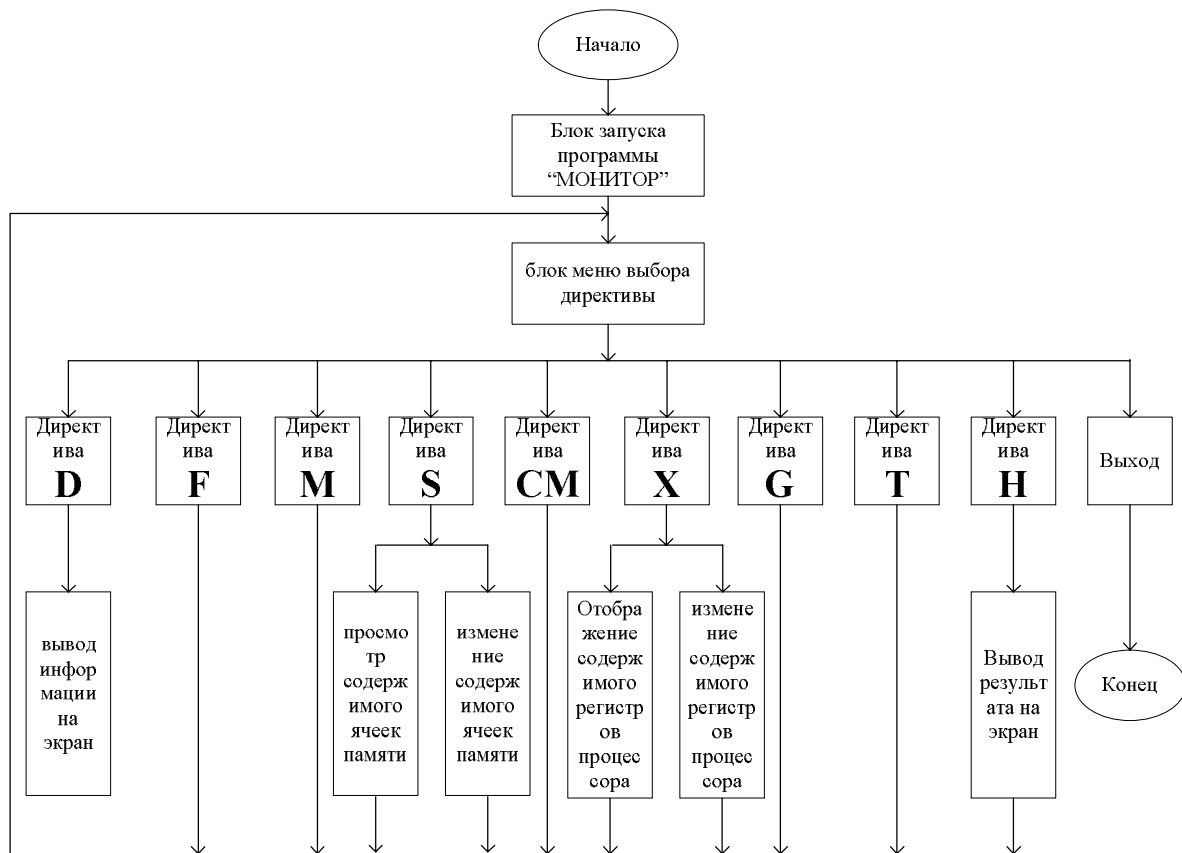 Начало
Блок запуска
программы
“МОНИТОР”
блок меню выбора
директивы
Директ
ива
D
Директ
ива
F
Директ
ива
M
Директ
ива
S
Директ
ива
CM
Директ
ива
X
Директ
ива
G
Директ
ива
T
Директ
ива
H
Выход
вывод
инфор
мации
на
экран
просмо
тр
содерж
имого
ячеек
памяти
измене
ние
содерж
имого
ячеек
памяти
Отобра
жение
содерж
имого
регистр
ов
процес
сора
измене
ние
содерж
имого
регистр
ов
процес
сора
Вывод
результ
ата на
экран
Конец